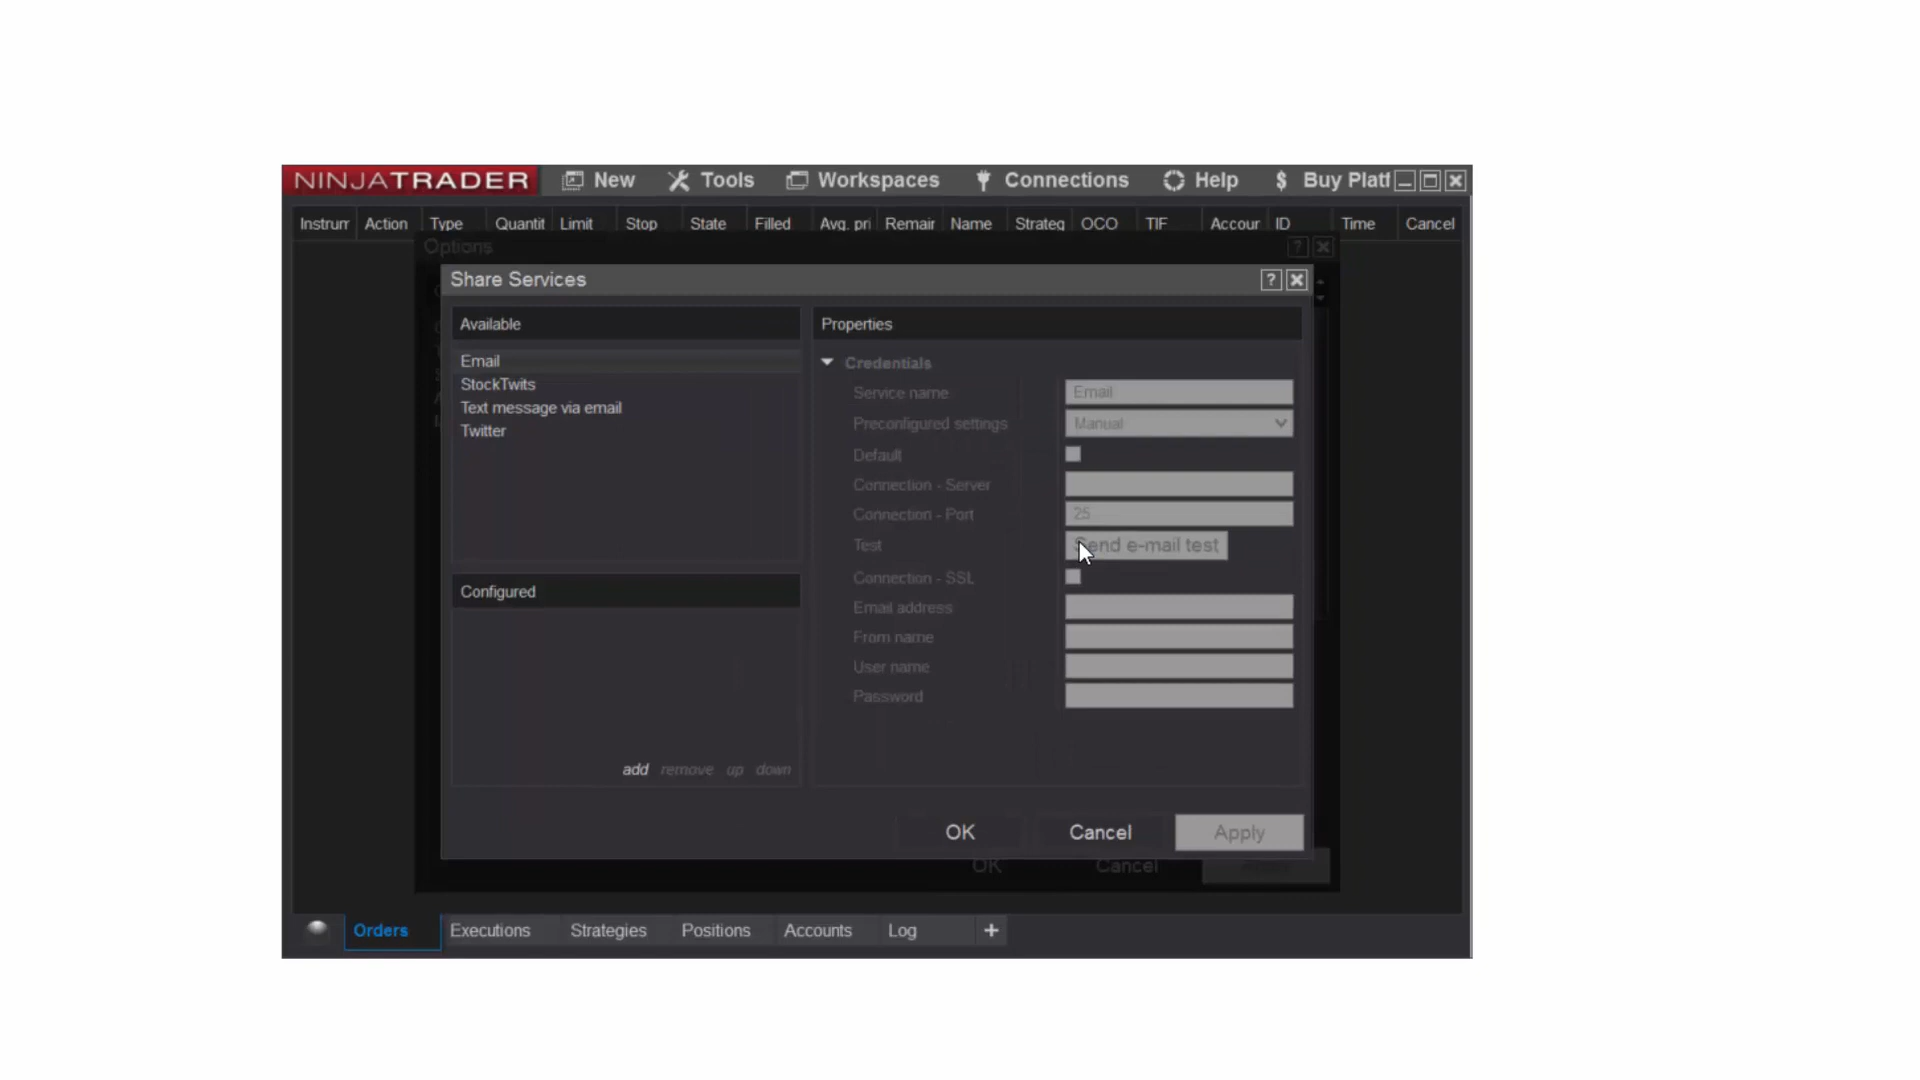 NINJATRADER New Tools Workspaces Connections Help $ Buy Platf
Instrum Action Type Quantit Limit Stop State Filled Avg. pri Remair Name Strateg OCO TIF Accour ID Time Cancel
Options ?
Share Services ?
Available
Email
StockTwits
Text message via email
Twitter
Configured
add remove up down
Properties
Credentials
Service name Email
Preconfigured settings Manual
Default
Connection - Server
Connection - Port 25
Test Send e-mail test
Connection - SSL
Email address
From name
User name
Password
OK Cancel Apply
OK Cancel
Orders Executions Strategies Positions Accounts Log +